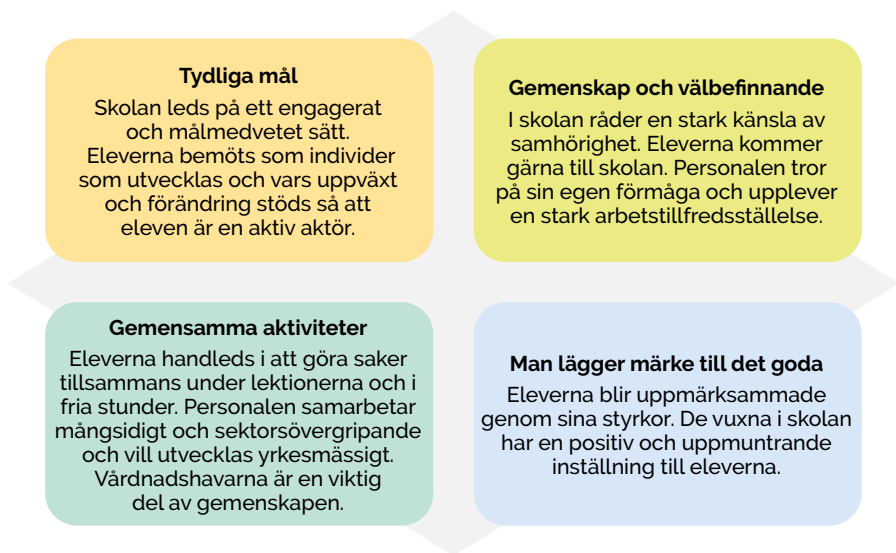 Tydliga mål
Skolan leds på ett engagerat
och målmedvetet sätt.
Eleverna bemöts som individer
som utvecklas och vars uppväxt
och förändring stöds så att
eleven är en aktiv aktör.
Gemenskap och välbefinnande
I skolan råder en stark känsla av
samhörighet. Eleverna kommer
gärna till skolan. Personalen tror
på sin egen förmåga och upplever
en stark arbetstillfredsställelse.
Gemensamma aktiviteter
Eleverna handleds i att göra saker
tillsammans under lektionerna och i
fria stunder. Personalen samarbetar
mångsidigt och sektorsövergripande
och vill utvecklas yrkesmässigt.
Vårdnadshavarna är en viktig
del av gemenskapen.
Man lägger märke till det goda
Eleverna blir uppmärksammade
genom sina styrkor. De vuxna i skolan
har en positiv och uppmuntrande
inställning till eleverna.